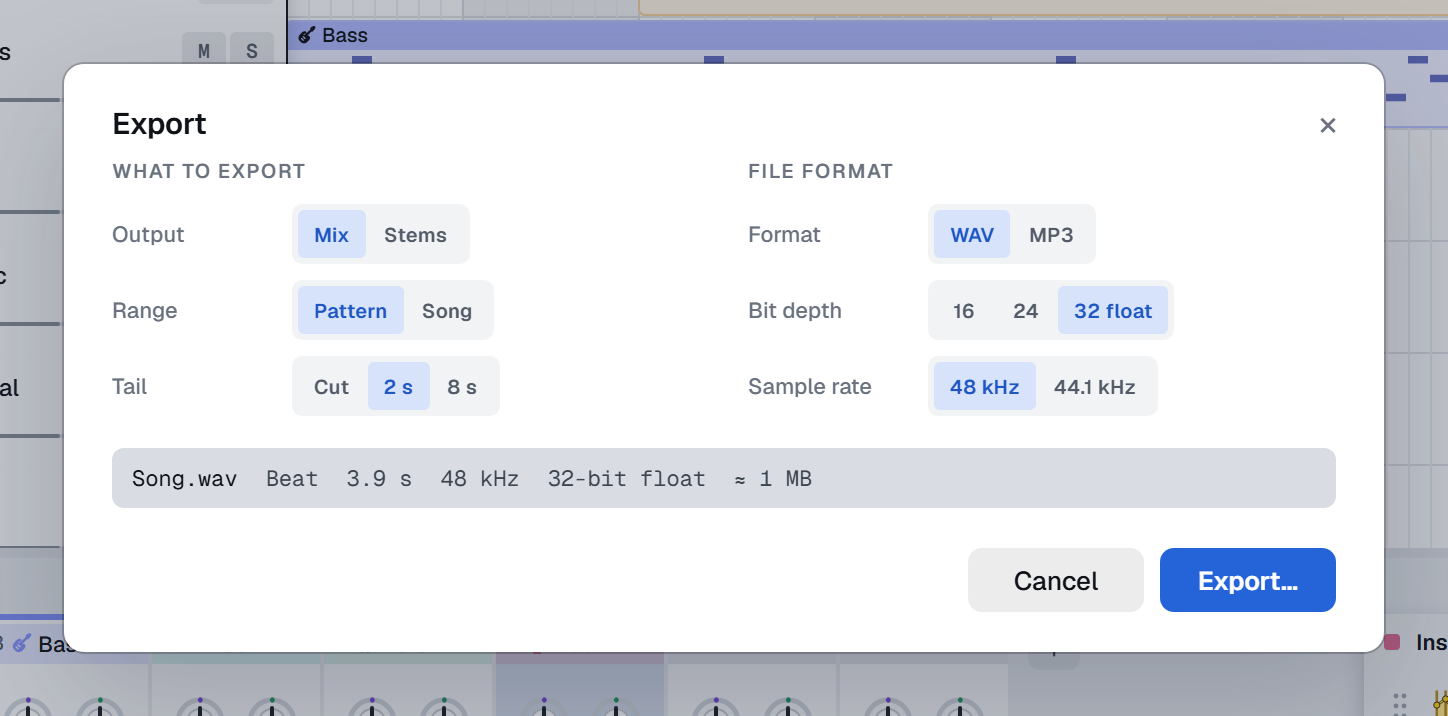 Bass
s
M S
Export
×
WHAT TO EXPORT
FILE FORMAT
Output Mix Stems
Format WAV MP3
Range Pattern Song
Bit depth 16 24 32 float
Tail Cut 2 s 8 s
Sample rate 48 kHz 44.1 kHz
c
al
Song.wav Beat 3.9 s 48 kHz 32-bit float ≈ 1 MB
Cancel Export…
Bas
Ins